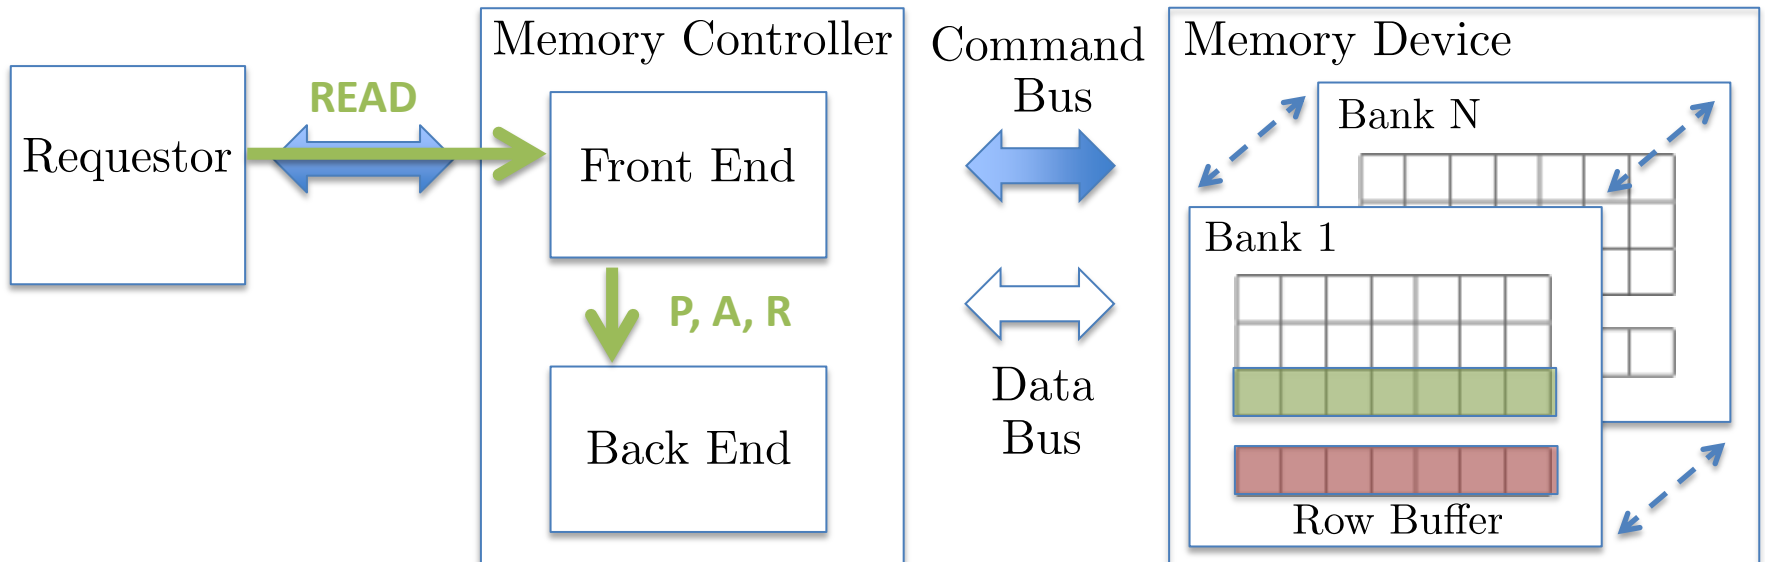 Requestor
READ
Memory Controller
Front End
P, A, R
Back End
Command
Bus
Data
Bus
Memory Device
Bank N
Bank 1
Row Buffer